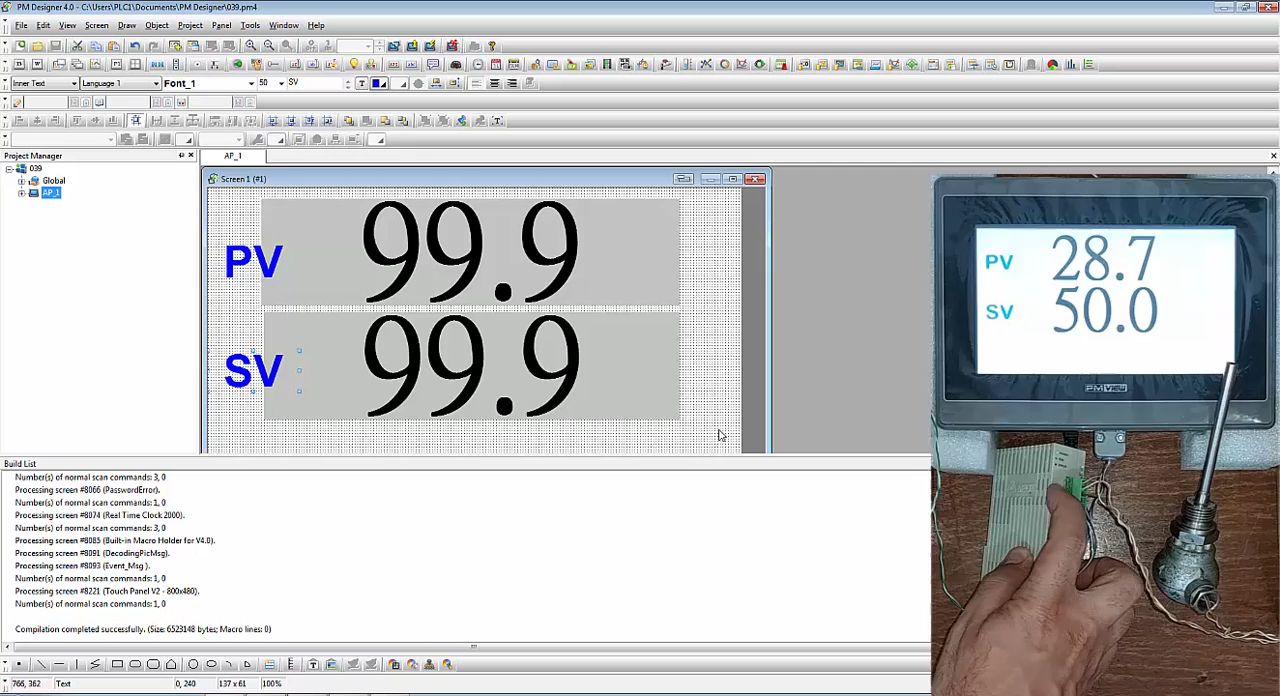 PM Designer 4.0 - C:\Users\PLC1\Documents\PM Designer\039.pm4
File Edit View Screen Draw Object Project Panel Tools Window Help
Inner Text Language 1 Font_1 50 SV
Project Manager
039
Global
AP_1
AP_1
Screen 1 (#1)
PV 99.9
SV 99.9
PV 28.7
SV 50.0
PMVIEW
Build List
Number(s) of normal scan commands: 3, 0
Processing screen #8066 (PasswordError).
Number(s) of normal scan commands: 1, 0
Processing screen #8074 (Real Time Clock 2000).
Number(s) of normal scan commands: 3, 0
Processing screen #8085 (Built-in Macro Holder for V4.0).
Processing screen #8091 (DecodingPicMsg).
Processing screen #8093 (Event_Msg ).
Number(s) of normal scan commands: 1, 0
Processing screen #8221 (Touch Panel V2 - 800x480).
Number(s) of normal scan commands: 1, 0
Compilation completed successfully. (Size: 6523148 bytes; Macro lines: 0)
766, 362 Text 0, 240 137 x 61 100%